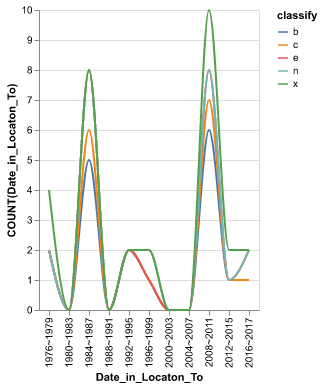 classify
b
c
e
n
x
10
9
8
7
6
5
4
3
2
1
0
COUNT(Date_in_Locaton_To)
1976~1979
1980~1983
1984~1987
1988~1991
1992~1995
1996~1999
2000~2003
2004~2007
2008~2011
2012~2015
2016~2017
Date_in_Locaton_To